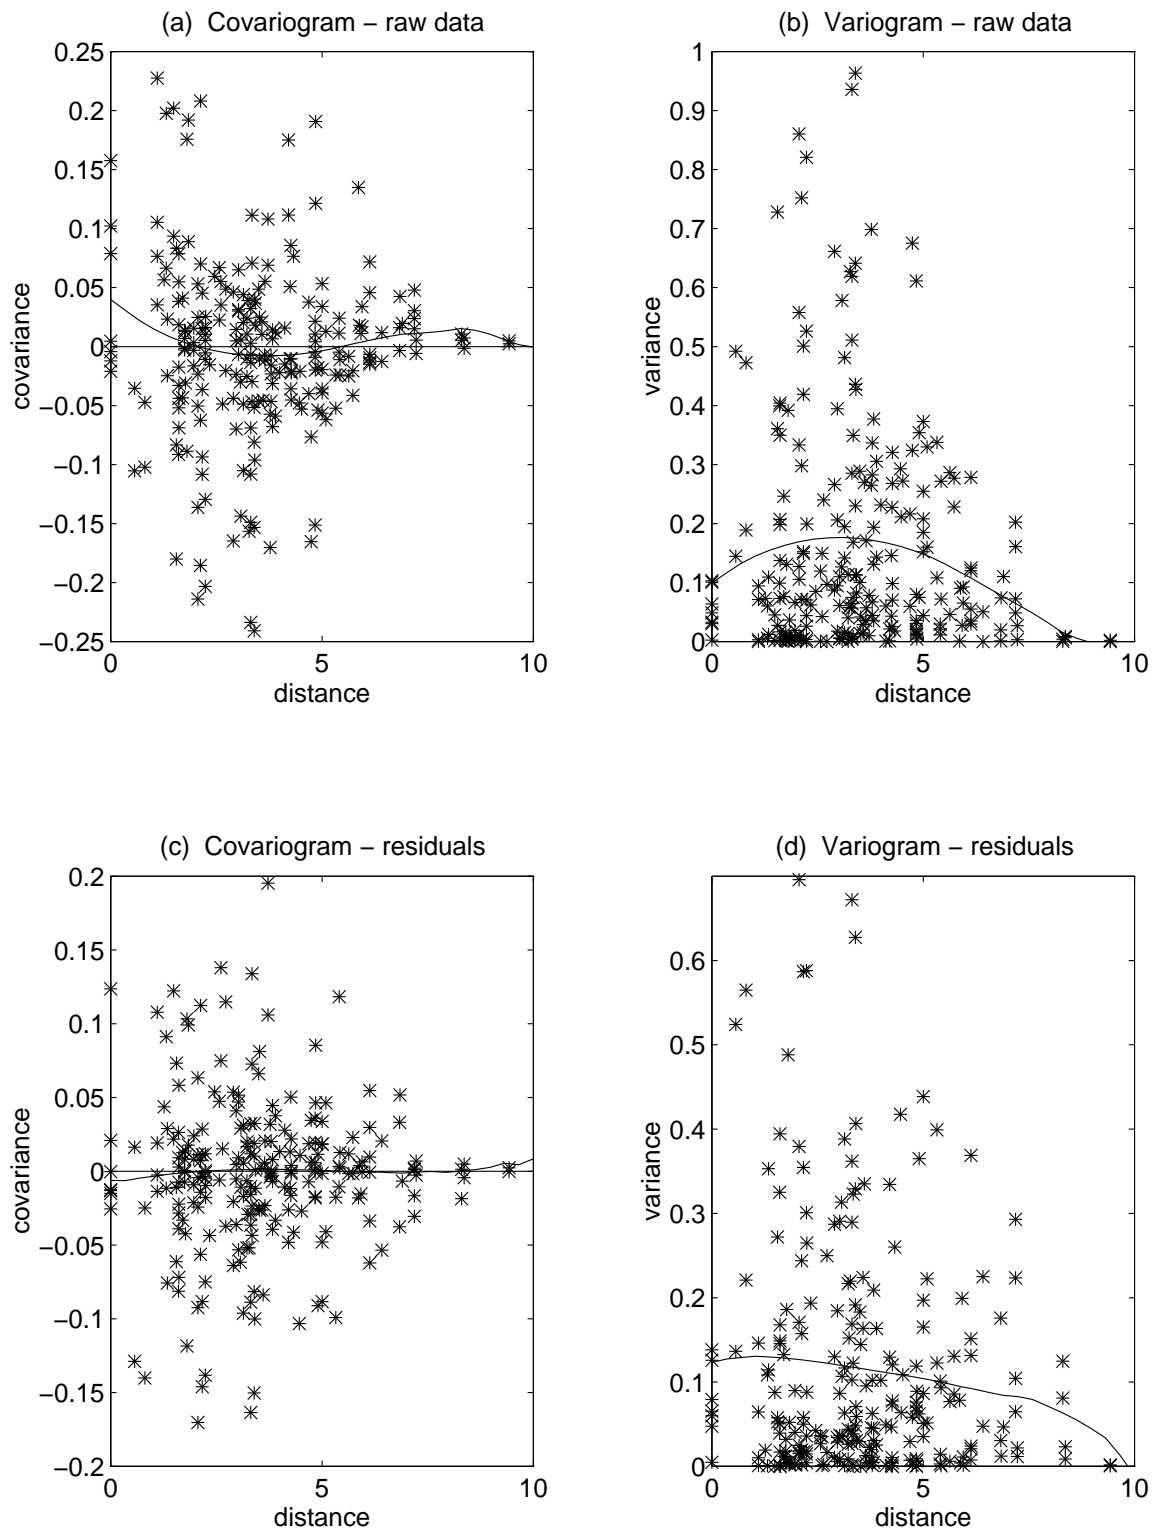 (a) Covariogram − raw data
0.25
0.2
0.15
0.1
0.05
0
−0.05
−0.1
−0.15
−0.2
−0.25
covariance
0 5 10
distance
(b) Variogram − raw data
1
0.9
0.8
0.7
0.6
0.5
0.4
0.3
0.2
0.1
0
variance
0 5 10
distance
(c) Covariogram − residuals
0.2
0.15
0.1
0.05
0
−0.05
−0.1
−0.15
−0.2
covariance
0 5 10
distance
(d) Variogram − residuals
0.6
0.5
0.4
0.3
0.2
0.1
0
variance
0 5 10
distance